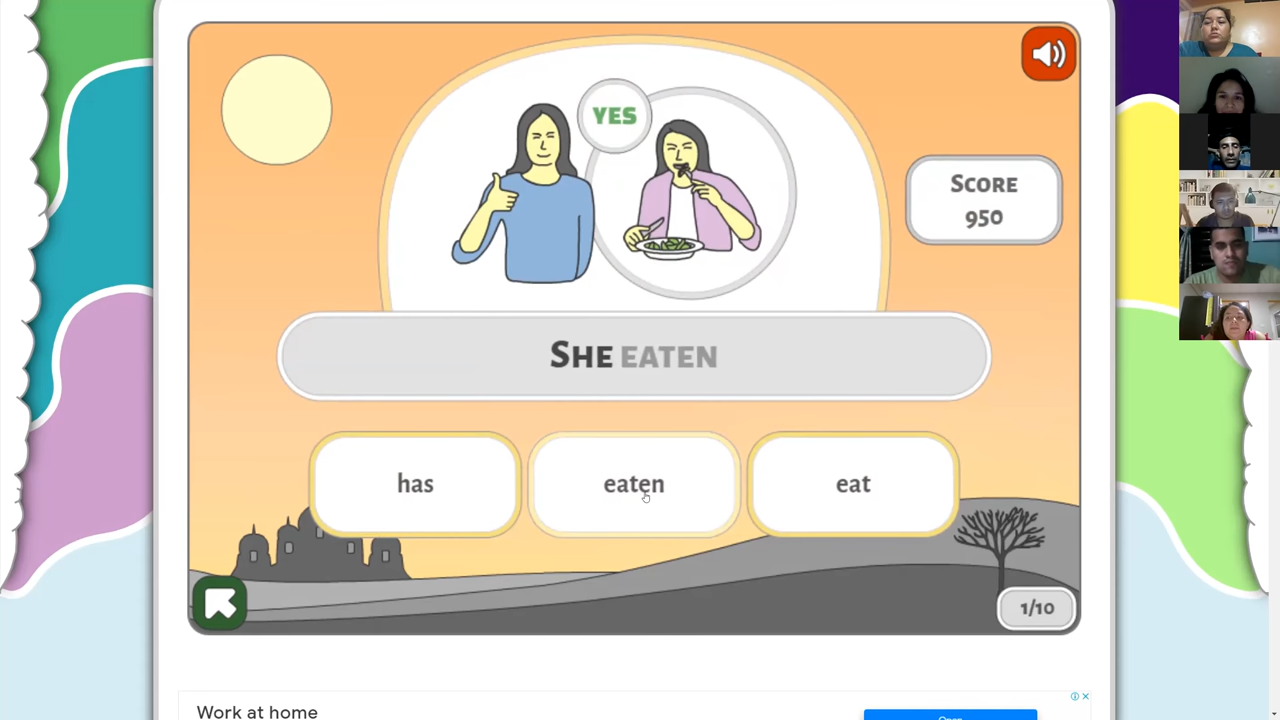 YES
SCORE
950
SHE EATEN
has
eaten
eat
1/10
Work at home